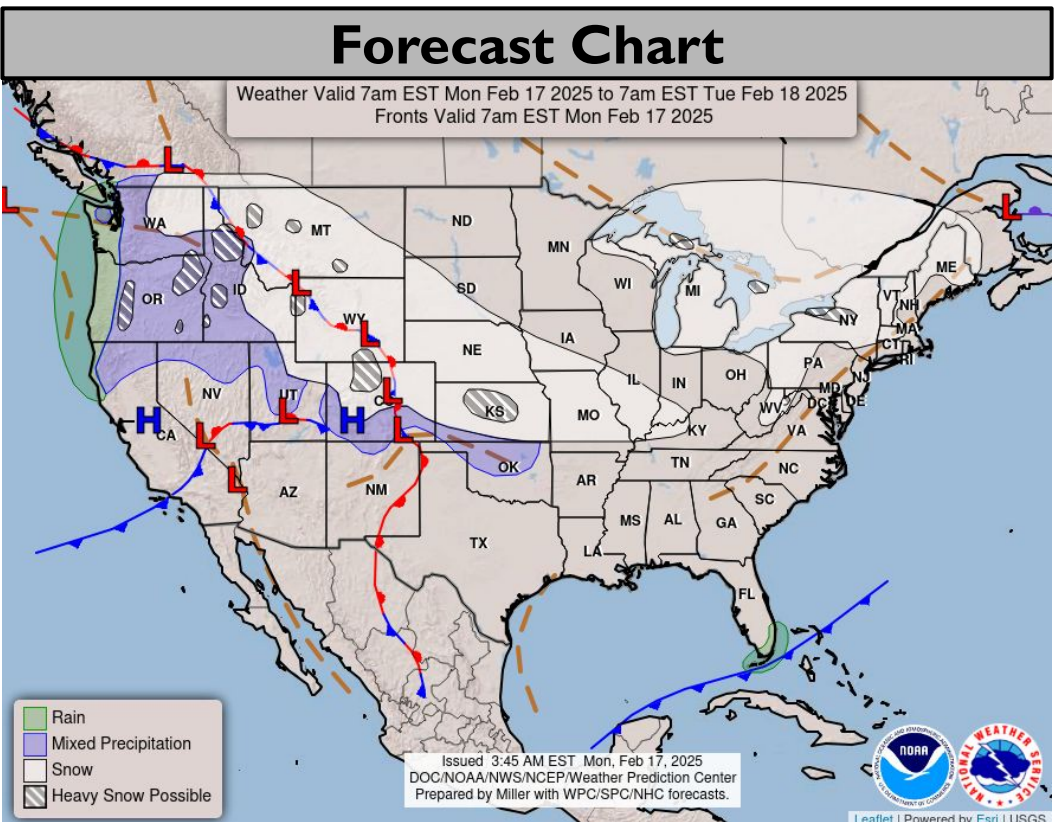 Forecast Chart
Weather Valid 7am EST Mon Feb 17 2025 to 7am EST Tue Feb 18 2025
Fronts Valid 7am EST Mon Feb 17 2025
L
L
L
WA
MT
ND
MN
ME
OR
ID
L
SD
WI
MI
VT
NH
WY
L
IA
NY
MA
NE
CT
RI
NV
UT
L
IL
IN
OH
PA
NJ
MD
DE
DC
H
CA
L
L
H
L
KS
MO
KY
WV
VA
L
AZ
NM
OK
AR
TN
NC
SC
TX
LA
MS
AL
GA
FL
Rain
Mixed Precipitation
Snow
Heavy Snow Possible
Issued 3:45 AM EST Mon, Feb 17, 2025
DOC/NOAA/NWS/NCEP/Weather Prediction Center
Prepared by Miller with WPC/SPC/NHC forecasts.
NOAA
NATIONAL WEATHER SERVICE
Leaflet | Powered by Esri | USGS